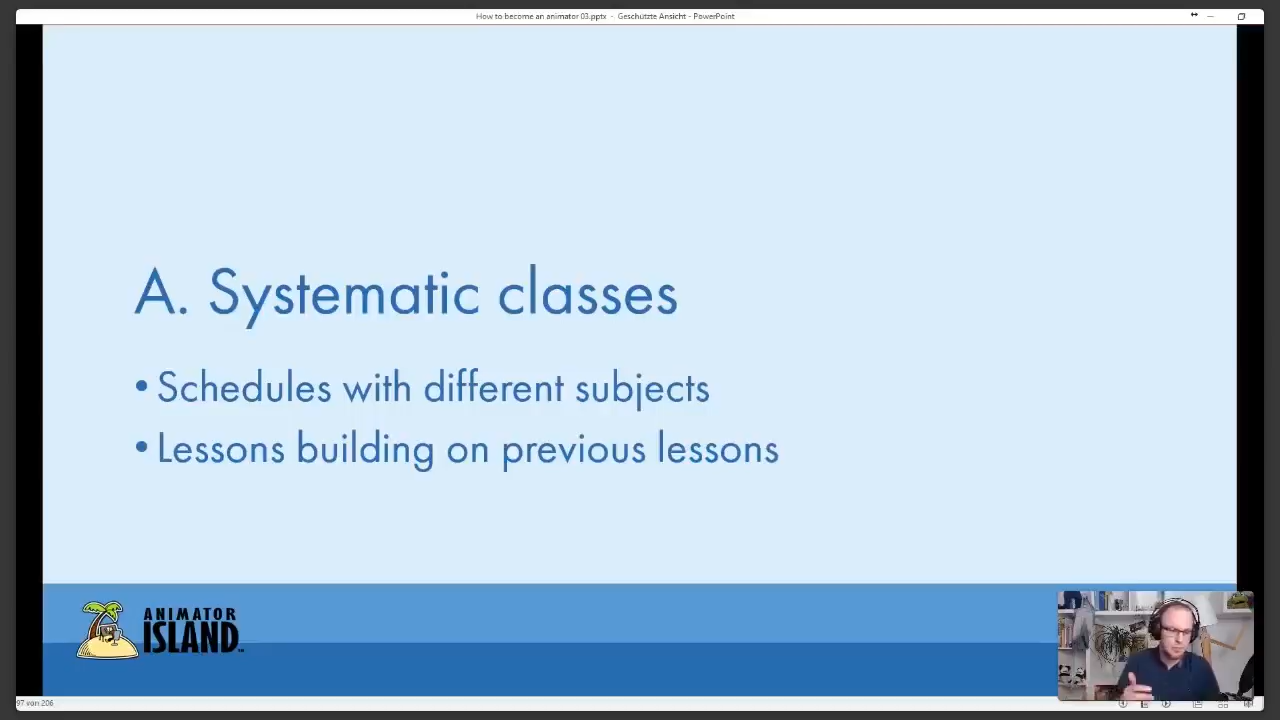 How to become an animator 03.pptx - Geschützte Ansicht - PowerPoint
A. Systematic classes
• Schedules with different subjects
• Lessons building on previous lessons
ANIMATOR
ISLAND
97 von 206